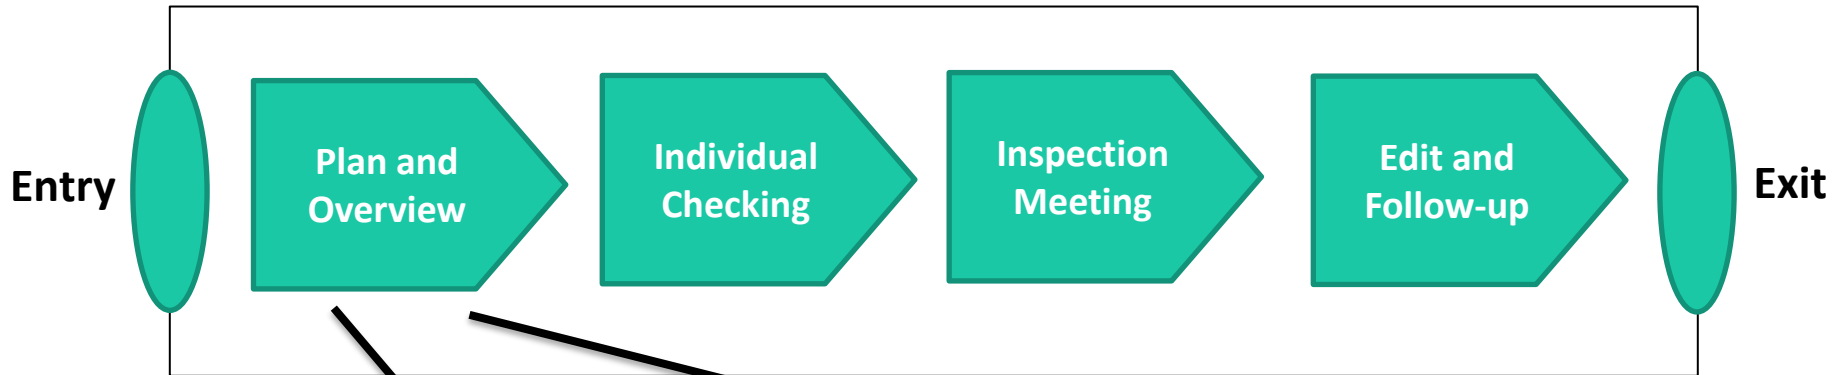 Entry
Plan and
Overview
Individual
Checking
Inspection
Meeting
Edit and
Follow-up
Exit